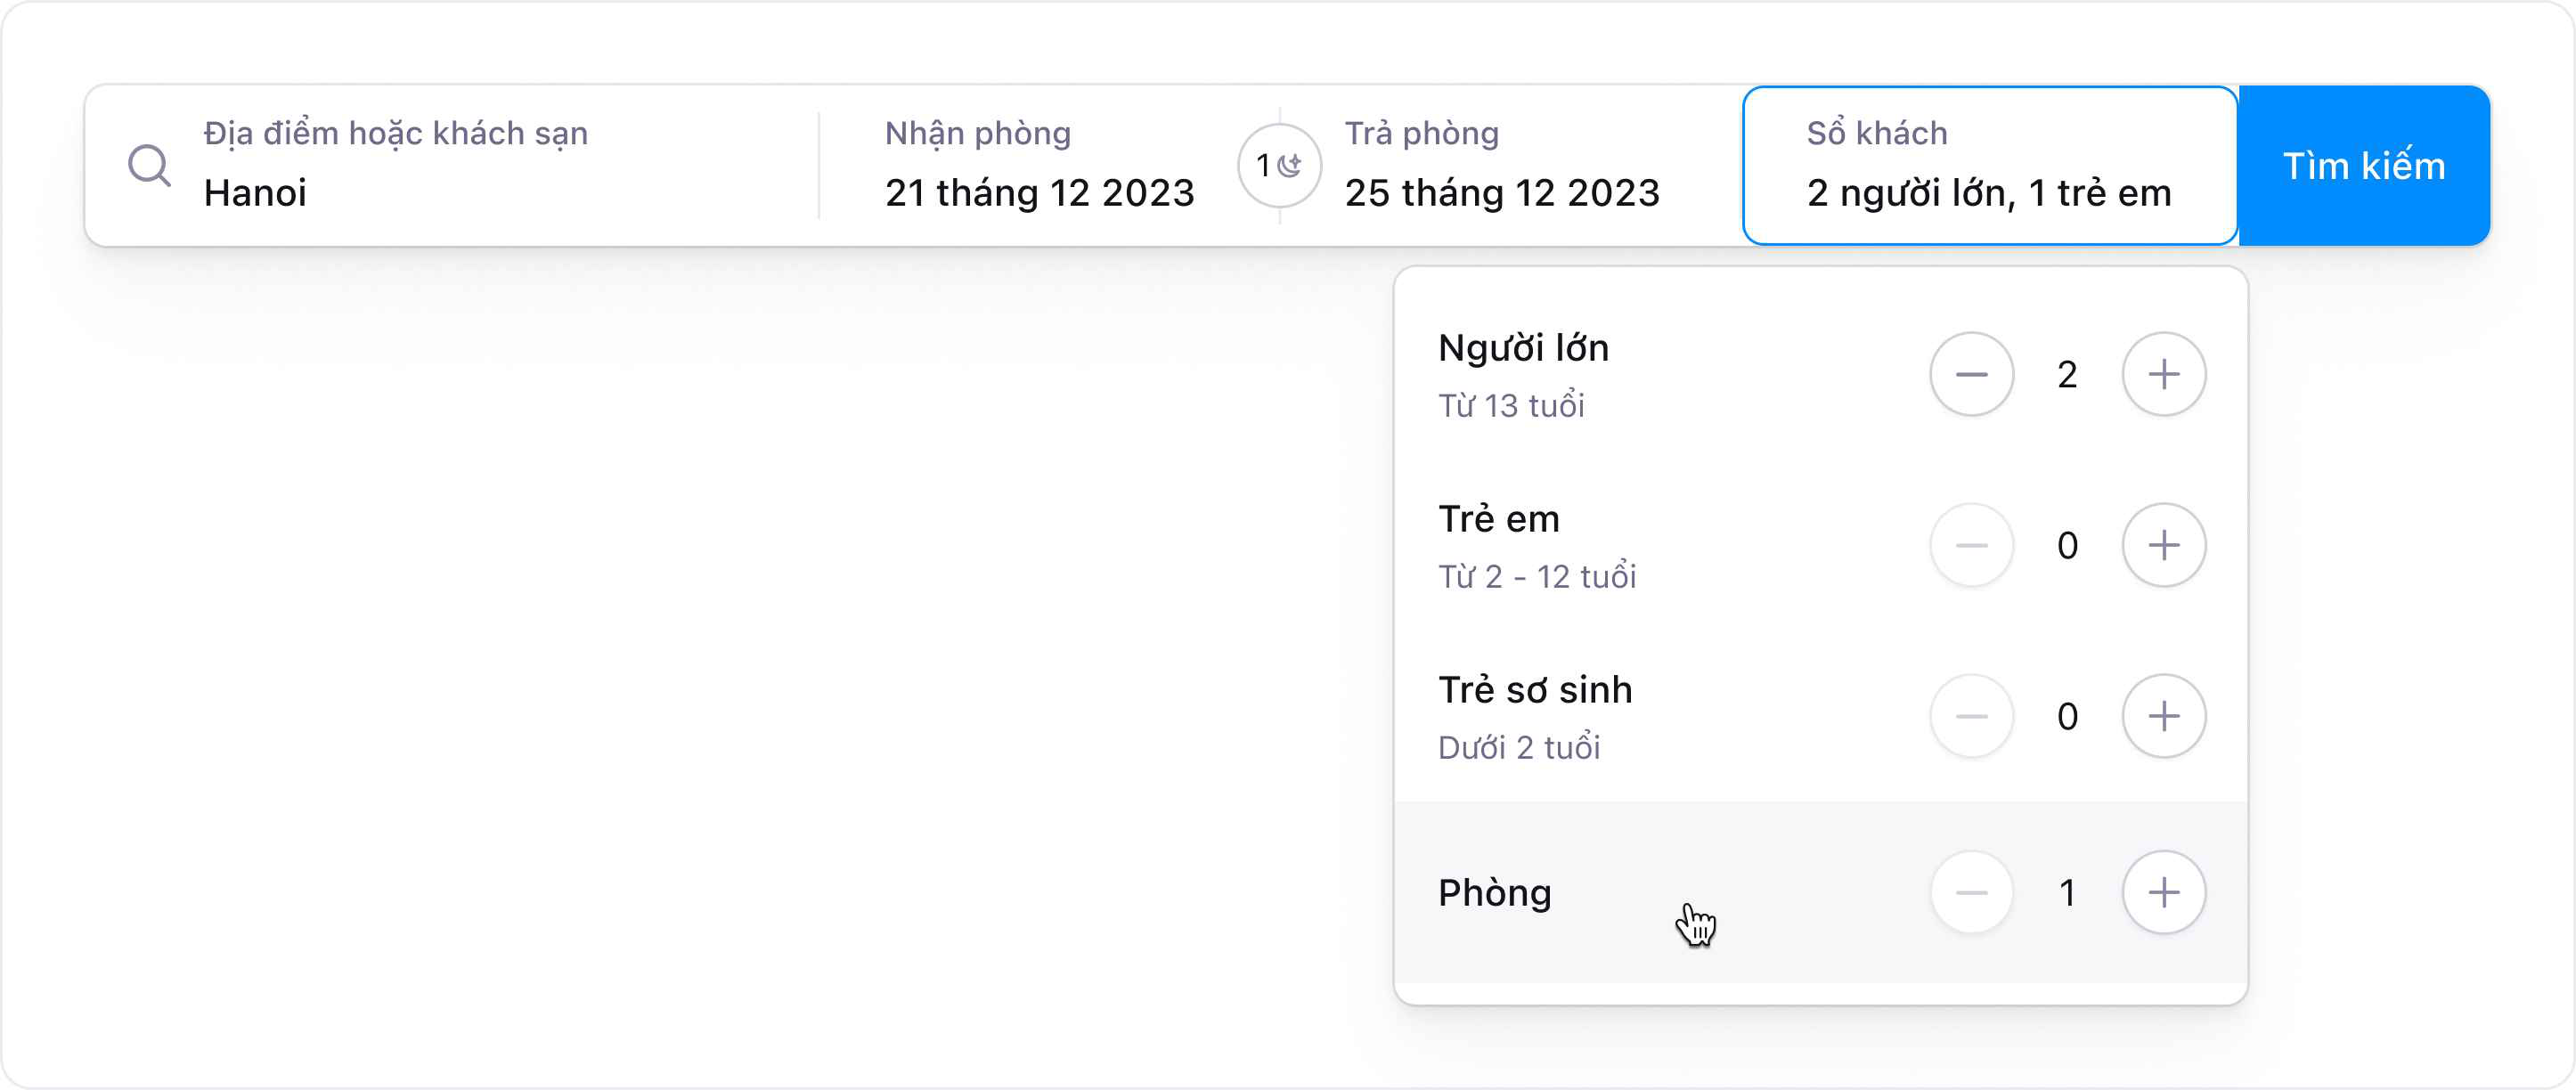 Địa điểm hoặc khách sạn
Hanoi
Nhận phòng
21 tháng 12 2023
1
Trả phòng
25 tháng 12 2023
Sổ khách
2 người lớn, 1 trẻ em
Tìm kiếm
Người lớn
Từ 13 tuổi
2
Trẻ em
Từ 2 - 12 tuổi
0
Trẻ sơ sinh
Dưới 2 tuổi
0
Phòng
1